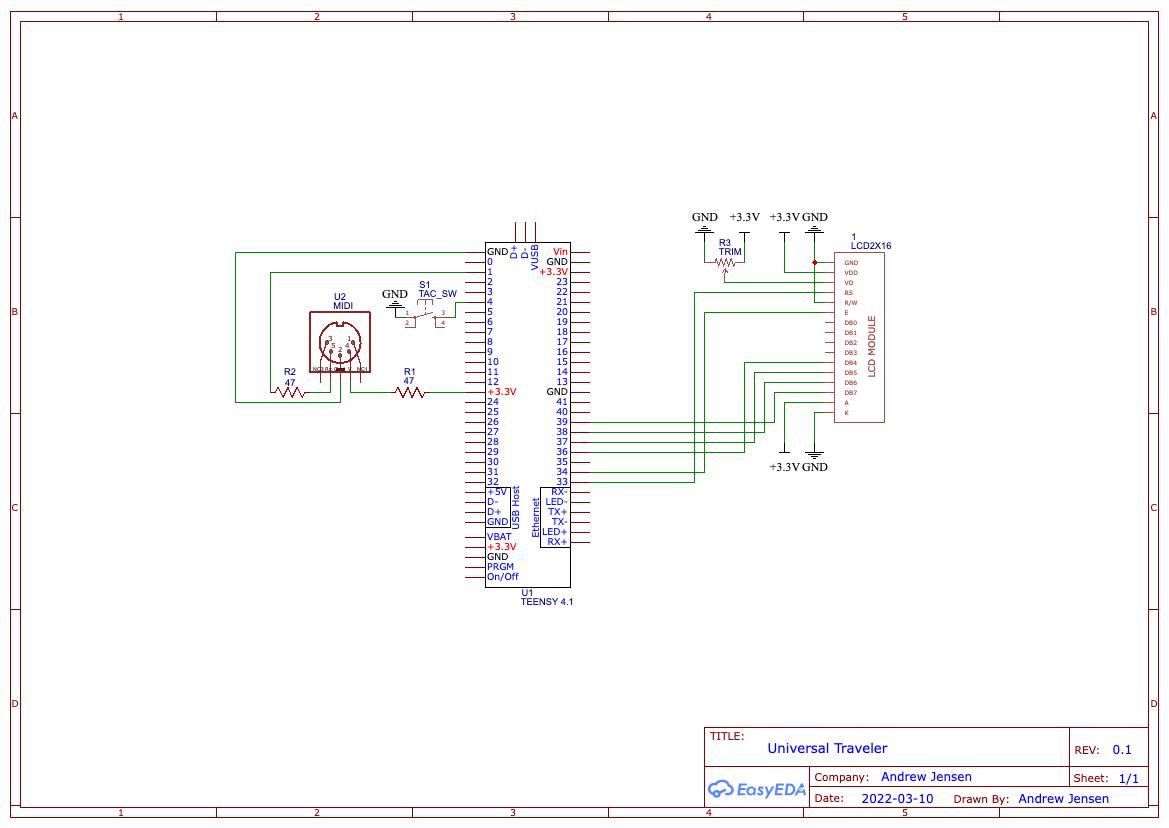 1 2 3 4 5
A A
B B
C C
D D
GND +3.3V +3.3V GND
R3
TRIM
1
LCD2X16
GND
VDD
VO
RS
R/W
E
DB0
DB1
DB2
DB3
DB4
DB5
DB6
DB7
A
K
LCD MODULE
+3.3V GND
U2
MIDI
3 1
5 4
2
R2
47
R1
47
GND
S1
TAC_SW
1 3
2 4
D+
D-
VUSB
GND
0
1
2
3
4
5
6
7
8
9
10
11
12
+3.3V
24
25
26
27
28
29
30
31
32
+5V
D-
D+
GND
USB Host
VBAT
+3.3V
GND
PRGM
On/Off
Vin
GND
+3.3V
23
22
21
20
19
18
17
16
15
14
13
GND
41
40
39
38
37
36
35
34
33
RX-
LED-
TX+
TX-
LED+
RX+
Ethernet
U1
TEENSY 4.1
TITLE:
Universal Traveler
REV: 0.1
EasyEDA
Company: Andrew Jensen
Sheet: 1/1
Date: 2022-03-10 Drawn By: Andrew Jensen
1 2 3 4 5